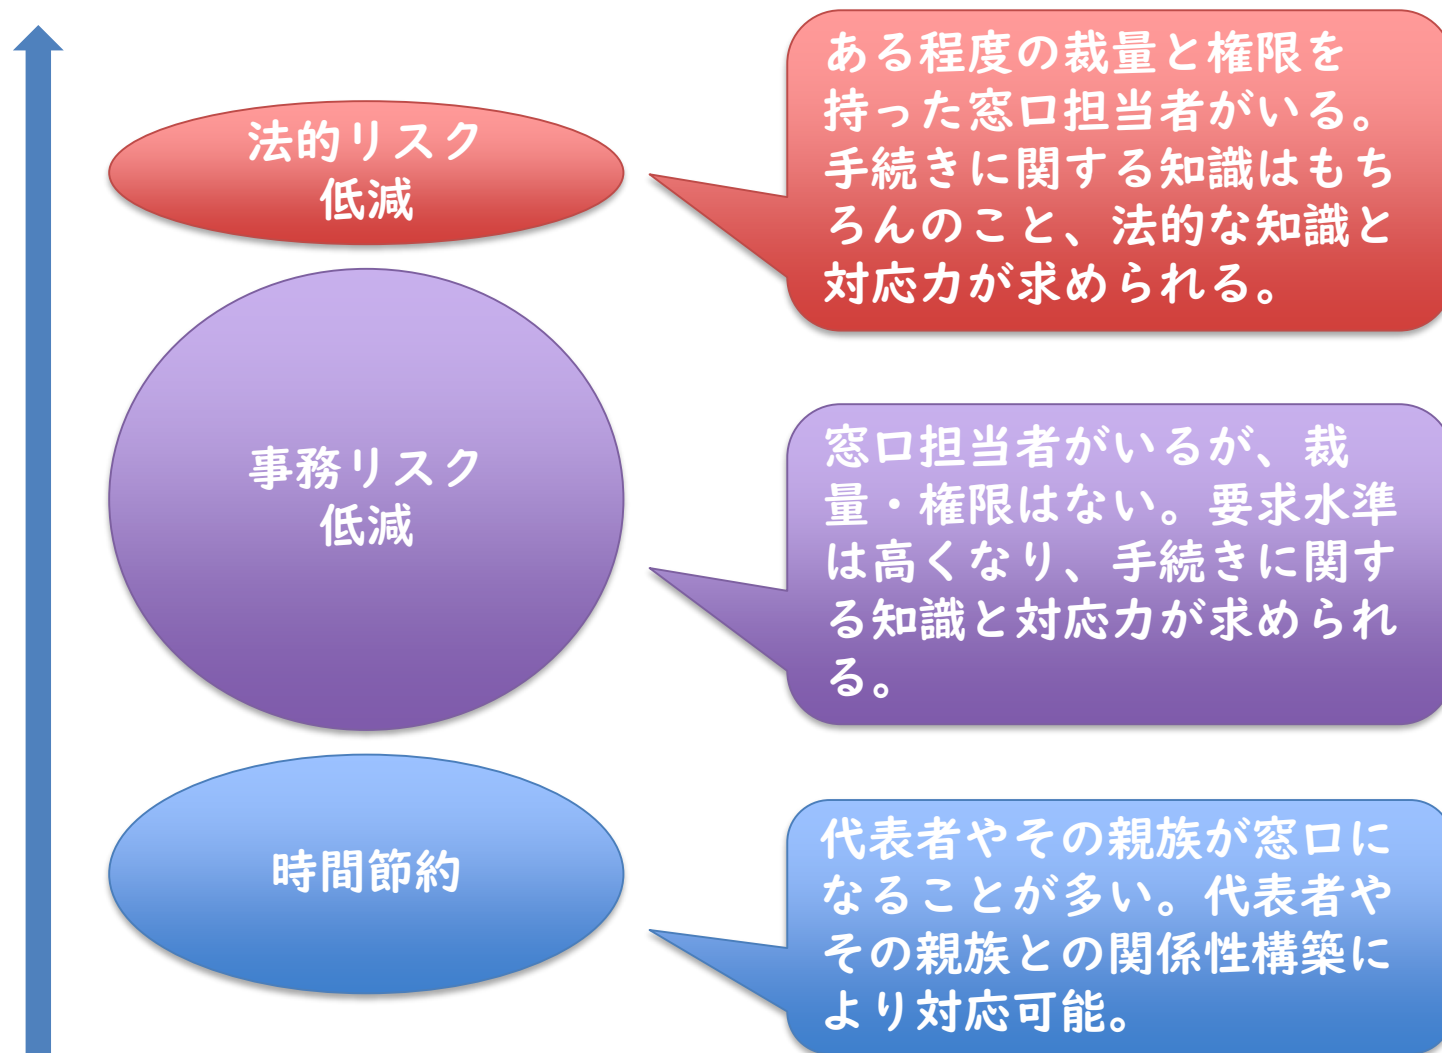 法的リスク
低減
ある程度の裁量と権限を
持った窓口担当者がいる。
手続きに関する知識はもち
ろんのこと、法的な知識と
対応力が求められる。
事務リスク
低減
窓口担当者がいるが、裁
量・権限はない。要求水準
は高くなり、手続きに関す
る知識と対応力が求められ
る。
時間節約
代表者やその親族が窓口に
なることが多い。代表者や
その親族との関係性構築に
より対応可能。